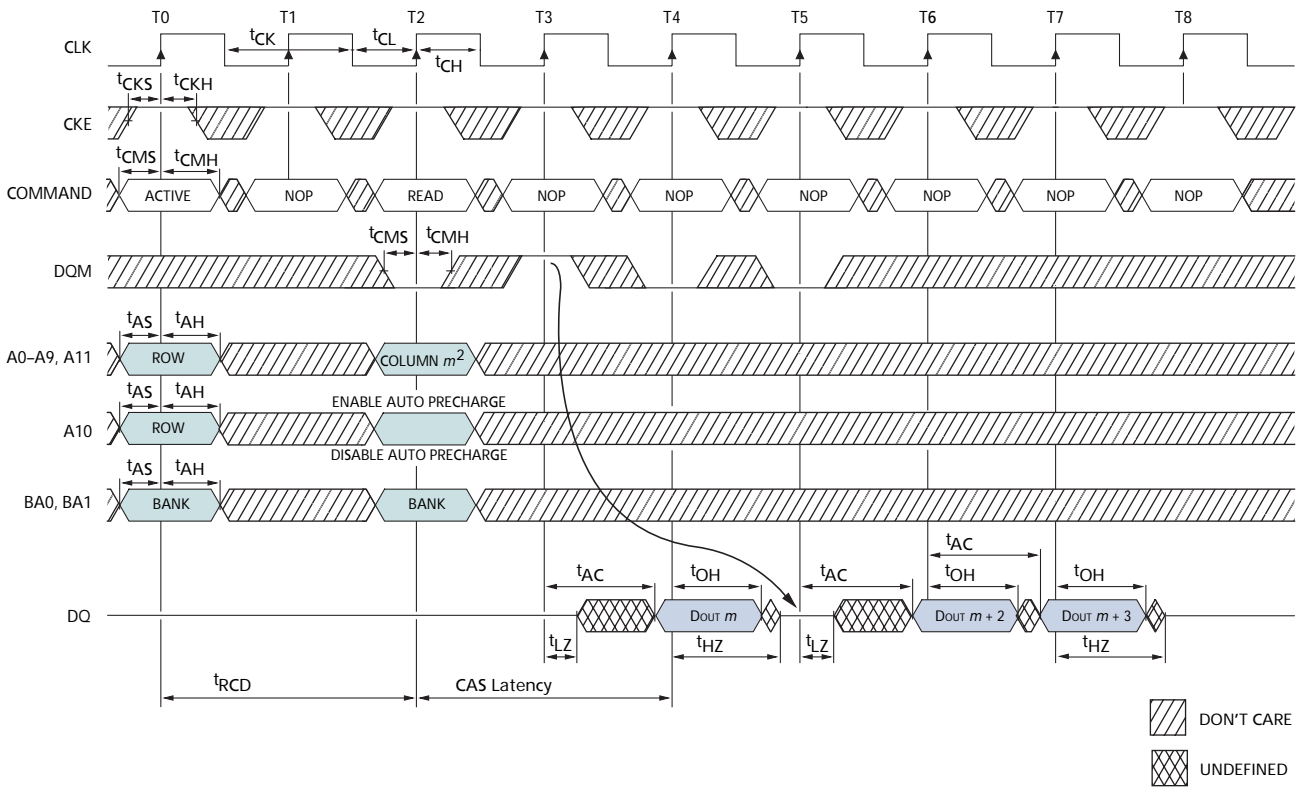 T0 T1 T2 T3 T4 T5 T6 T7 T8
CLK
tCK tCL
tCH
tCKS tCKH
CKE
tCMS tCMH
COMMAND ACTIVE NOP READ NOP NOP NOP NOP NOP NOP
tCMS tCMH
DQM
tAS tAH
A0–A9, A11 ROW COLUMN m2
tAS tAH ENABLE AUTO PRECHARGE
A10 ROW
DISABLE AUTO PRECHARGE
tAS tAH
BA0, BA1 BANK BANK
tAC
tAC tOH tAC tOH tOH
DQ DOUT m DOUT m + 2 DOUT m + 3
tLZ tHZ tLZ tHZ
tRCD CAS Latency
DON'T CARE
UNDEFINED